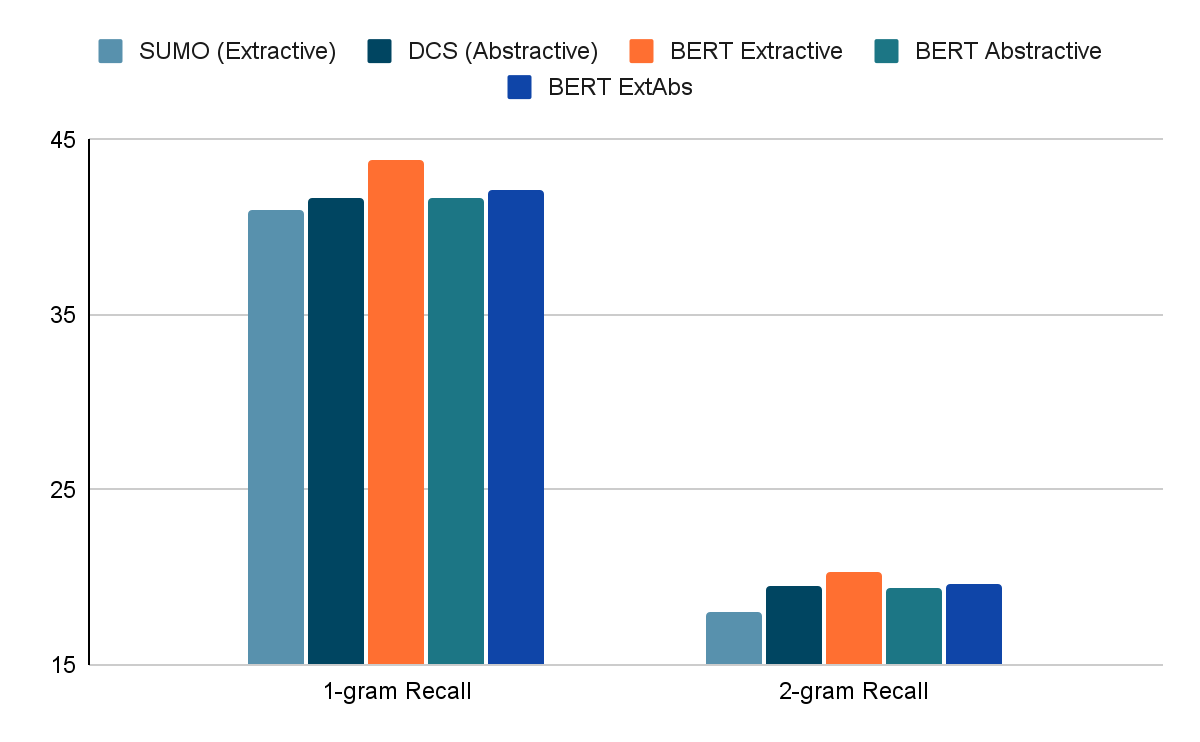 SUMO (Extractive) DCS (Abstractive) BERT Extractive BERT Abstractive
BERT ExtAbs
45
35
25
15
1-gram Recall 2-gram Recall